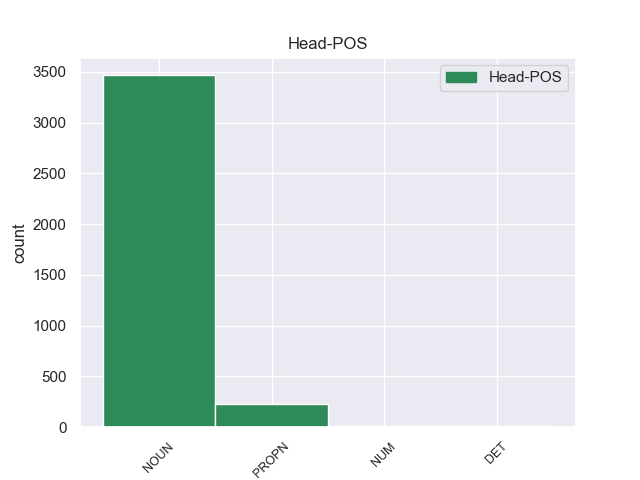 Head-POS
Head-POS
3500
3000
2500
2000
1500
1000
500
0
count
NOUN
PROPN
NUM
DET